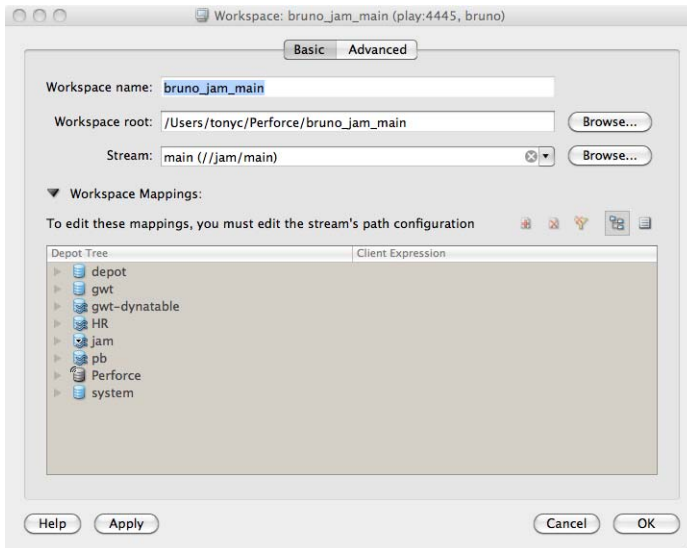 Workspace: bruno_jam_main (play:4445, bruno)
Basic Advanced
Workspace name: bruno_jam_main
Workspace root: /Users/tonyc/Perforce/bruno_jam_main Browse...
Stream: main (//jam/main) Browse...
Workspace Mappings:
To edit these mappings, you must edit the stream's path configuration
Depot Tree Client Expression
depot
gwt
gwt-dynatable
HR
jam
pb
Perforce
system
Help Apply Cancel OK